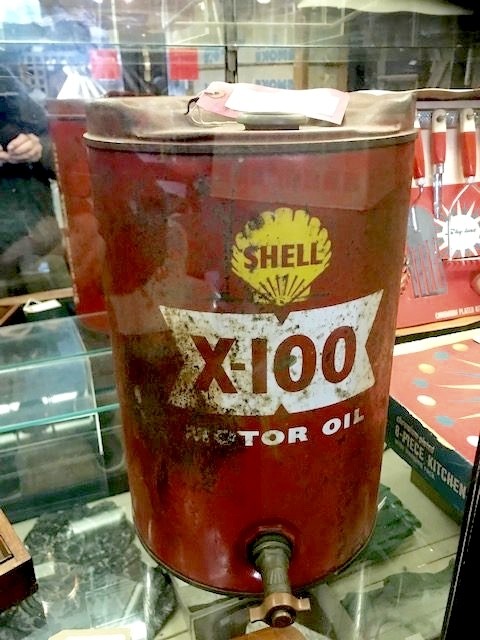 SHELL
X-100
MOTOR OIL
8-PIECE KITCHEN